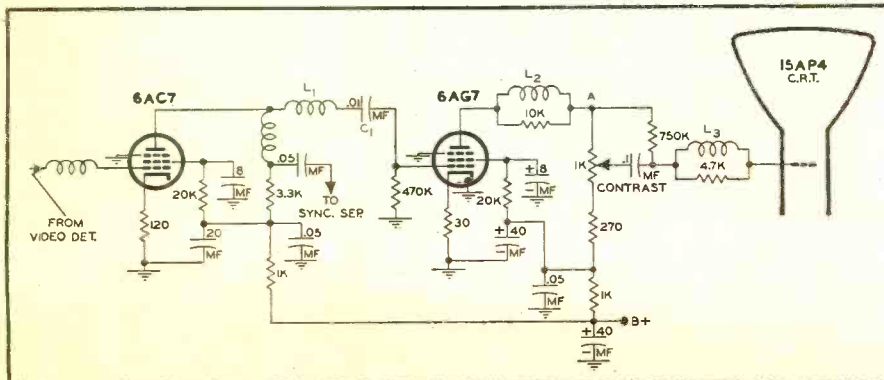 15AP4
C.R.T.
6AC7
L1
.01
MF
C1
6AG7
L2
10K
A
750K
L3
4.7K
1K
.1
MF
CONTRAST
FROM
VIDEO DET.
120
20K
8
MF
.05
MF
3.3K
TO
SYNC. SEP.
20
MF
.05
MF
1K
470K
30
20K
+
8
-
MF
+
40
-
MF
.05
MF
270
1K
B+
+
40
-
MF